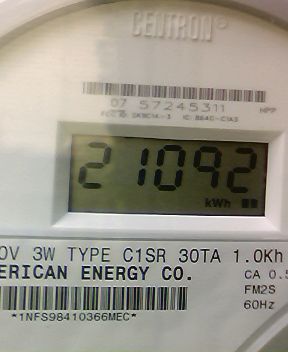 CENTRON®
07 57245311 HPP
21092
kWh
0V 3W TYPE C1SR 30TA 1.0Kh
ERICAN ENERGY CO. CA 0.5
FM2S
*1NFS98410366MEC* 60Hz